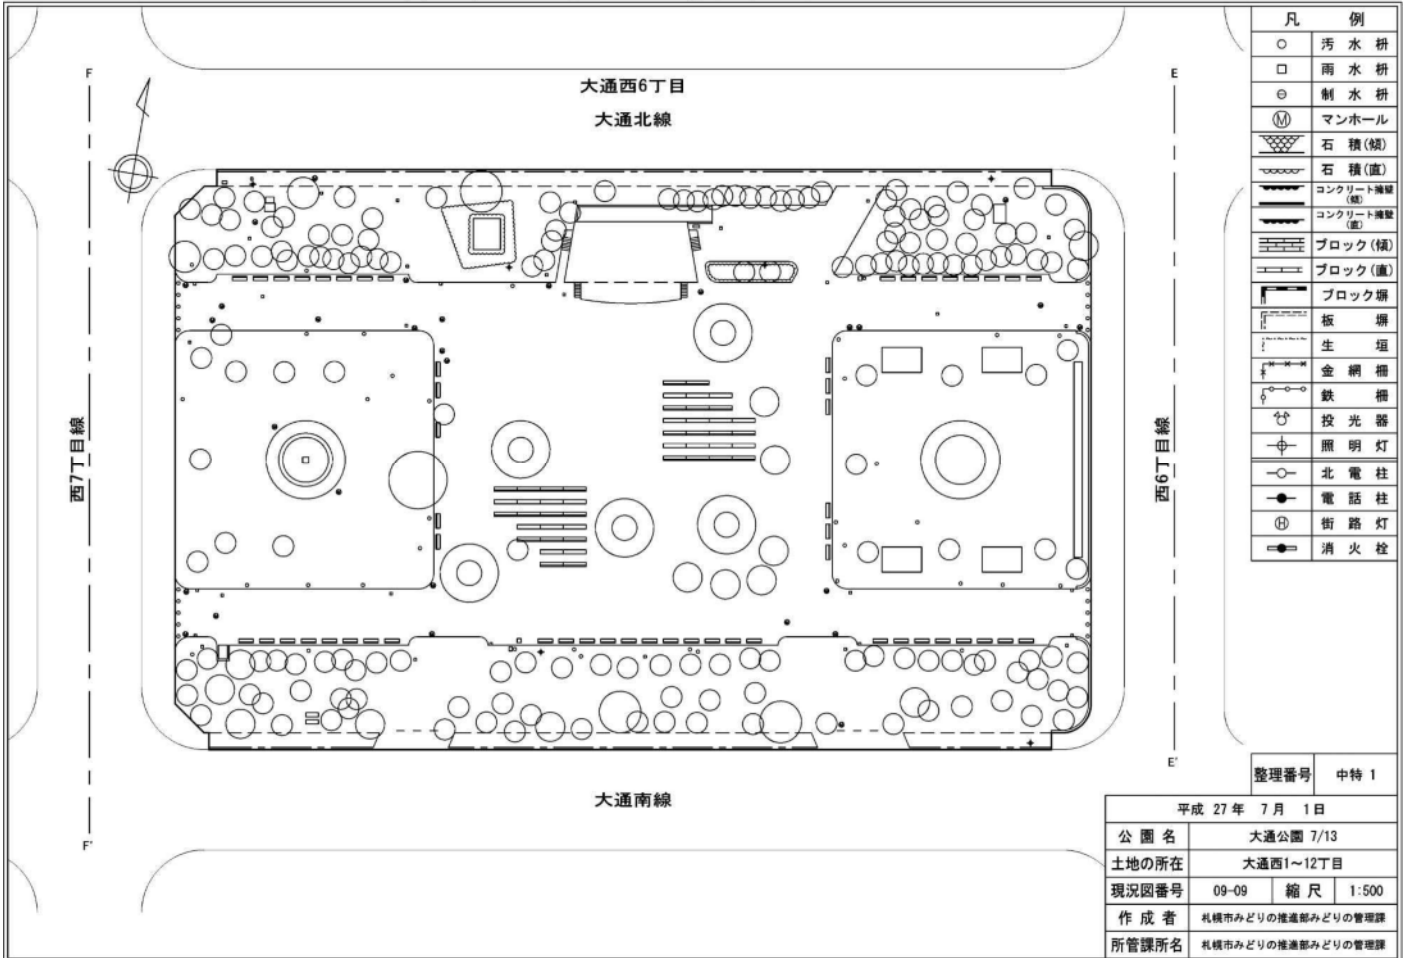 大通西6丁目
大通北線
F
E
西7丁目線
西6丁目線
F'
E'
大通南線
凡 例
汚 水 枡
雨 水 枡
制 水 枡
Ⓜ マンホール
石 積(傾)
石 積(直)
コンクリート擁壁(傾)
コンクリート擁壁(直)
ブロック(傾)
ブロック(直)
ブロック塀
板 塀
生 垣
金 網 柵
鉄 柵
投 光 器
照 明 灯
北 電 柱
電 話 柱
Ⓗ 街 路 灯
消 火 栓
整理番号 中特 1
平成 27 年 7 月 1日
公 園 名 大通公園 7/13
土地の所在 大通西1~12丁目
現況図番号 09-09 縮 尺 1:500
作 成 者 札幌市みどりの推進部みどりの管理課
所管課所名 札幌市みどりの推進部みどりの管理課